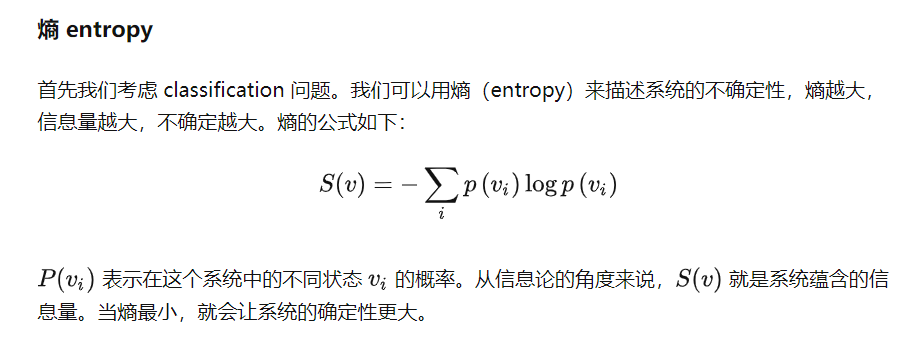 熵 entropy
首先我们考虑 classification 问题。我们可以用熵（entropy）来描述系统的不确定性，熵越大，
信息量越大，不确定越大。熵的公式如下：
S(v) = −∑_i p(v_i) log p(v_i)
P(v_i) 表示在这个系统中的不同状态 v_i 的概率。从信息论的角度来说，S(v) 就是系统蕴含的信
息量。当熵最小，就会让系统的确定性更大。